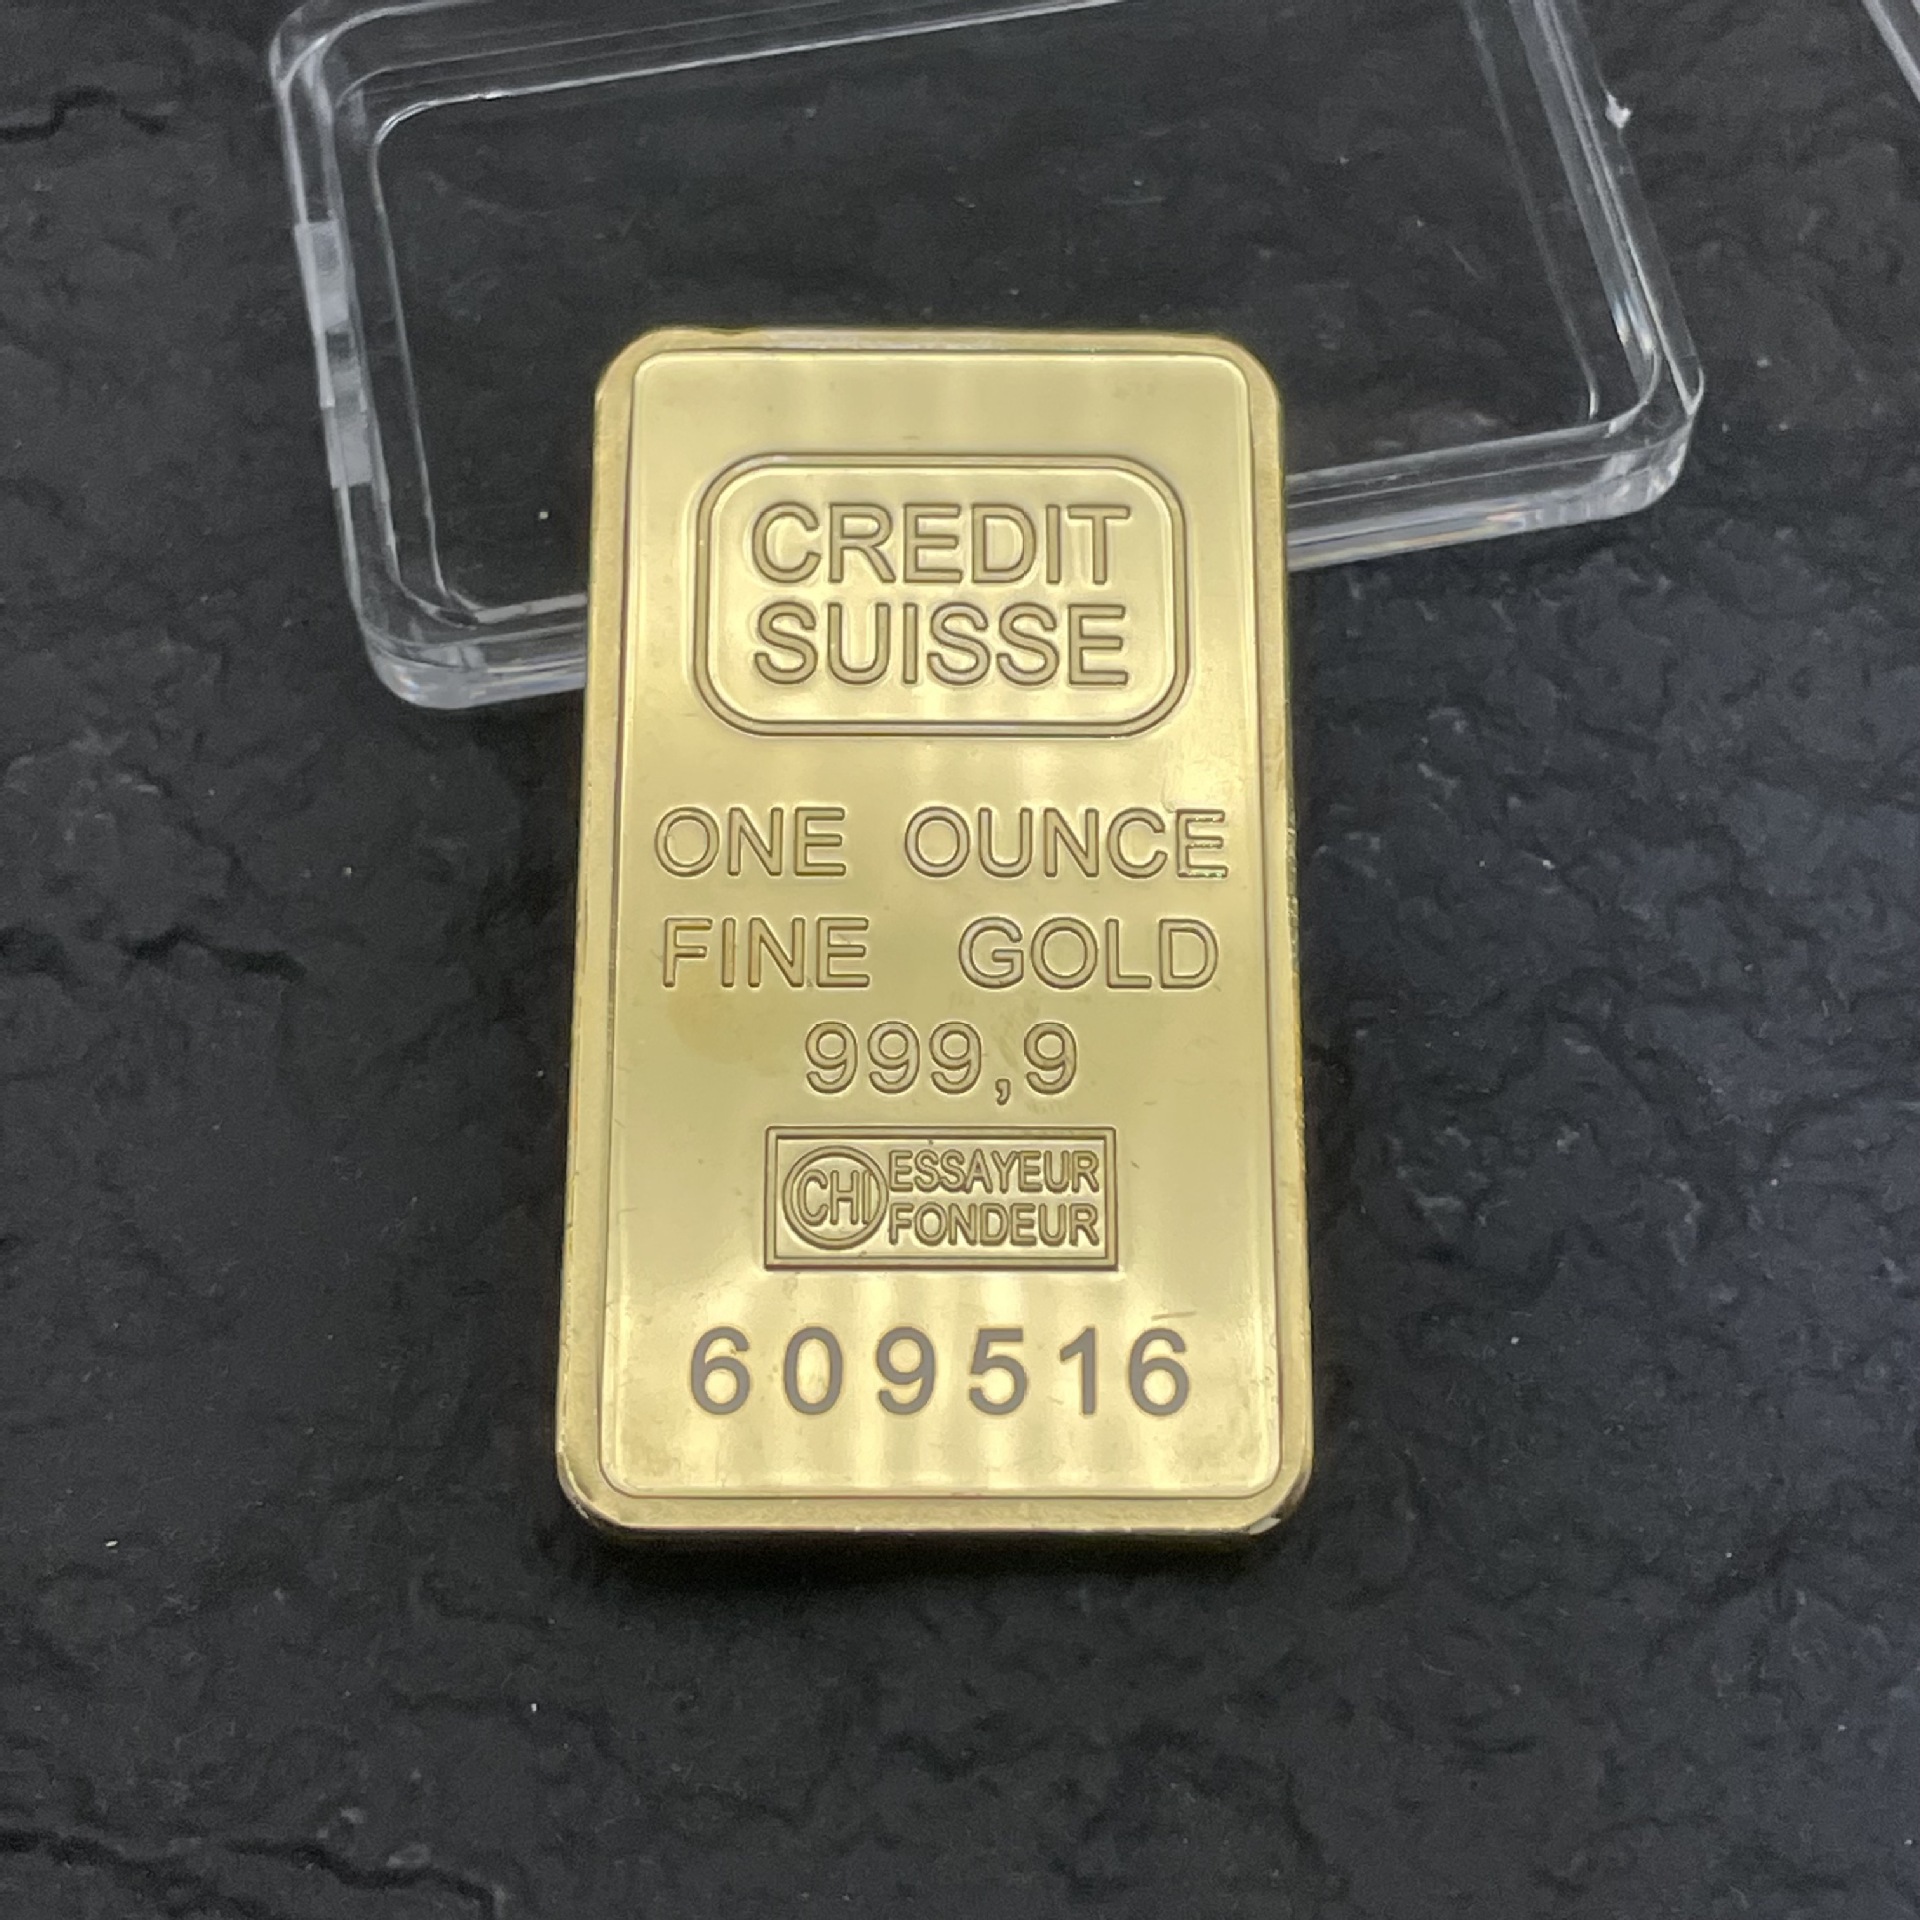 CREDIT
SUISSE
ONE OUNCE
FINE GOLD
999,9
CHI ESSAYEUR
FONDEUR
609516